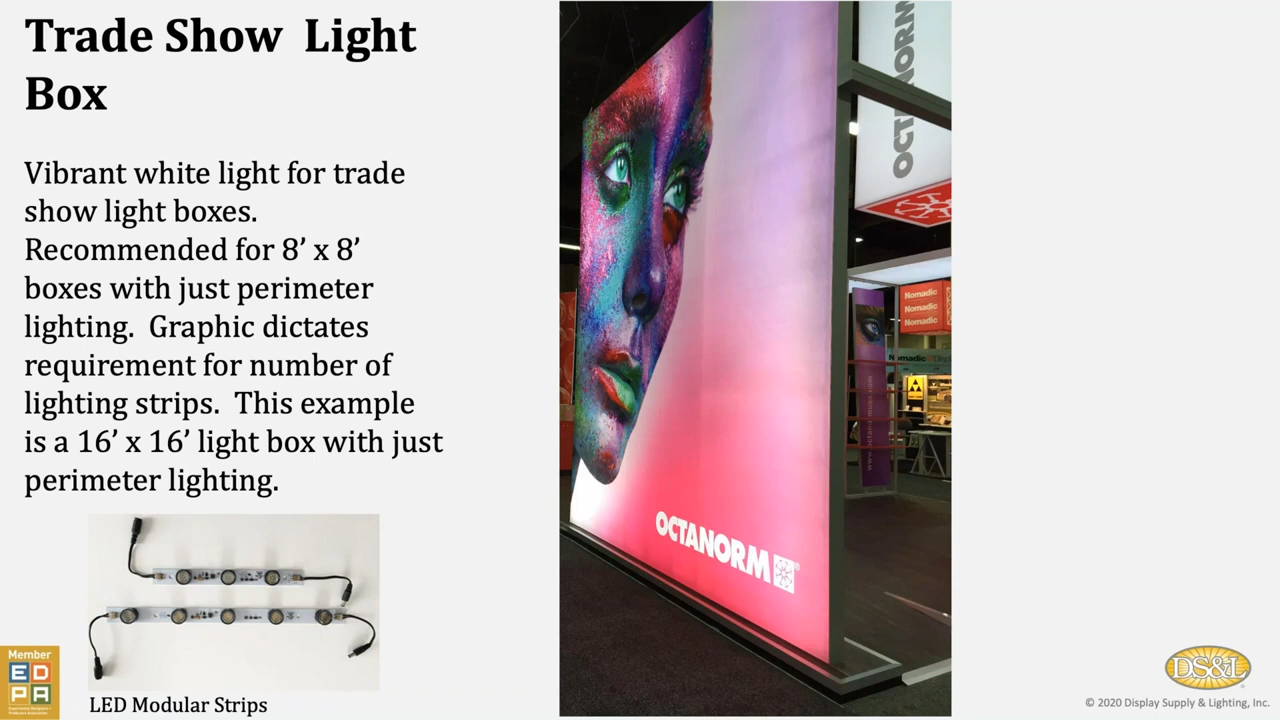 Trade Show  Light
Box
Vibrant white light for trade
show light boxes.
Recommended for 8’ x 8’
boxes with just perimeter
lighting.  Graphic dictates
requirement for number of
lighting strips.  This example
is a 16’ x 16’ light box with just
perimeter lighting.
LED Modular Strips
Member
ED
PA
OCTANORM
OCTANORM
Nomadic
Nomadic
Nomadic
DS&L
© 2020 Display Supply & Lighting, Inc.